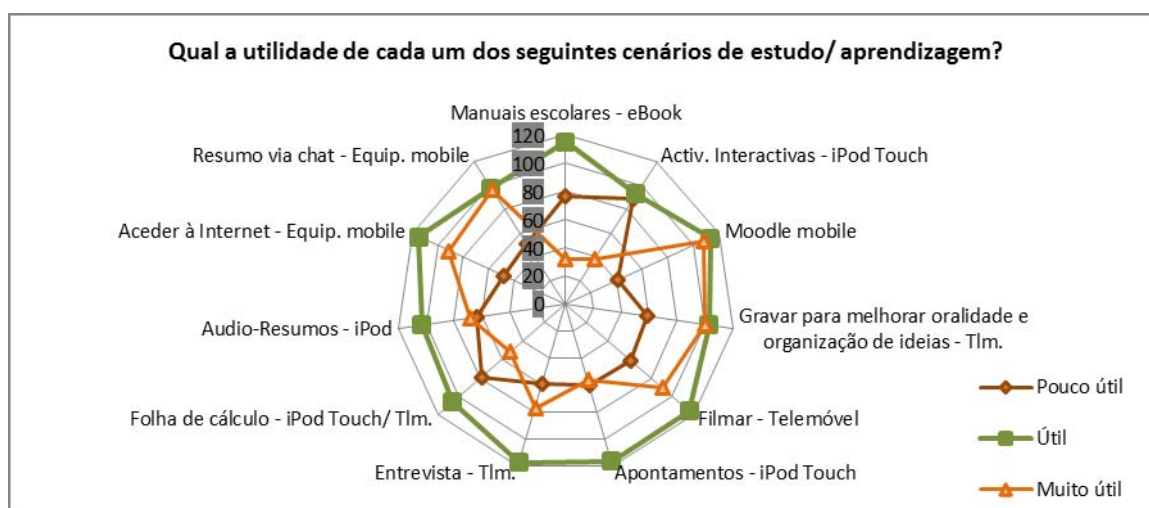 Qual a utilidade de cada um dos seguintes cenários de estudo/ aprendizagem?
Manuais escolares - eBook
120
100
80
60
40
20
0
Resumo via chat - Equip. mobile
Activ. Interactivas - iPod Touch
Aceder à Internet - Equip. mobile
Moodle mobile
Audio-Resumos - iPod
Gravar para melhorar oralidade e
organização de ideias - Tlm.
Folha de cálculo - iPod Touch/ Tlm.
Filmar - Telemóvel
Entrevista - Tlm.
Apontamentos - iPod Touch
Pouco útil
Útil
Muito útil